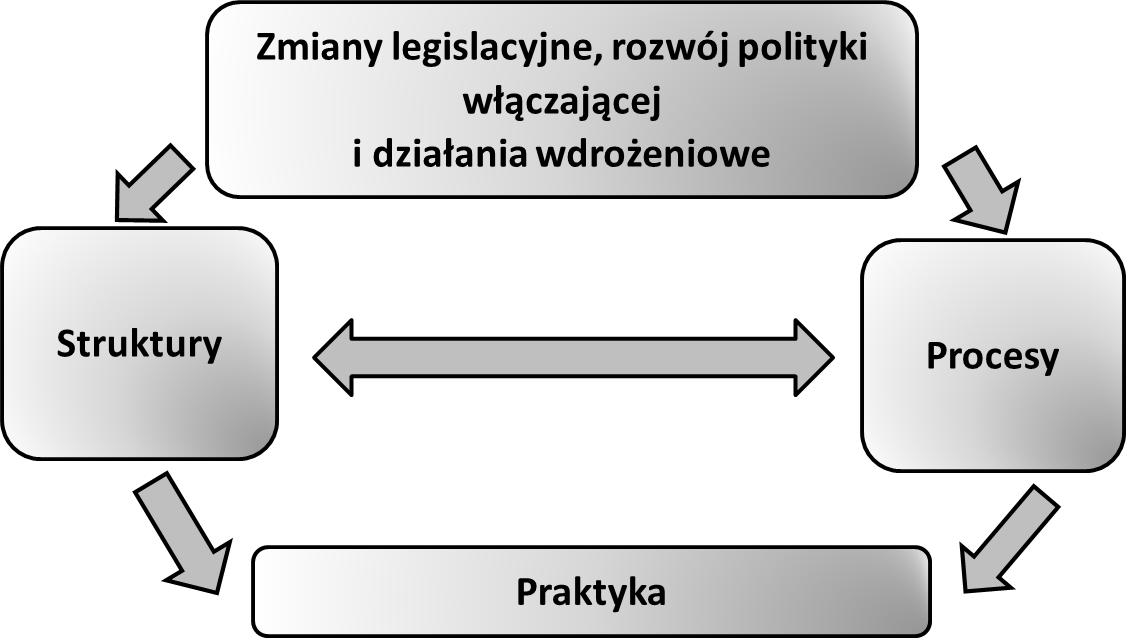 Zmiany legislacyjne, rozwój polityki
włączającej
i działania wdrożeniowe
Struktury
Procesy
Praktyka